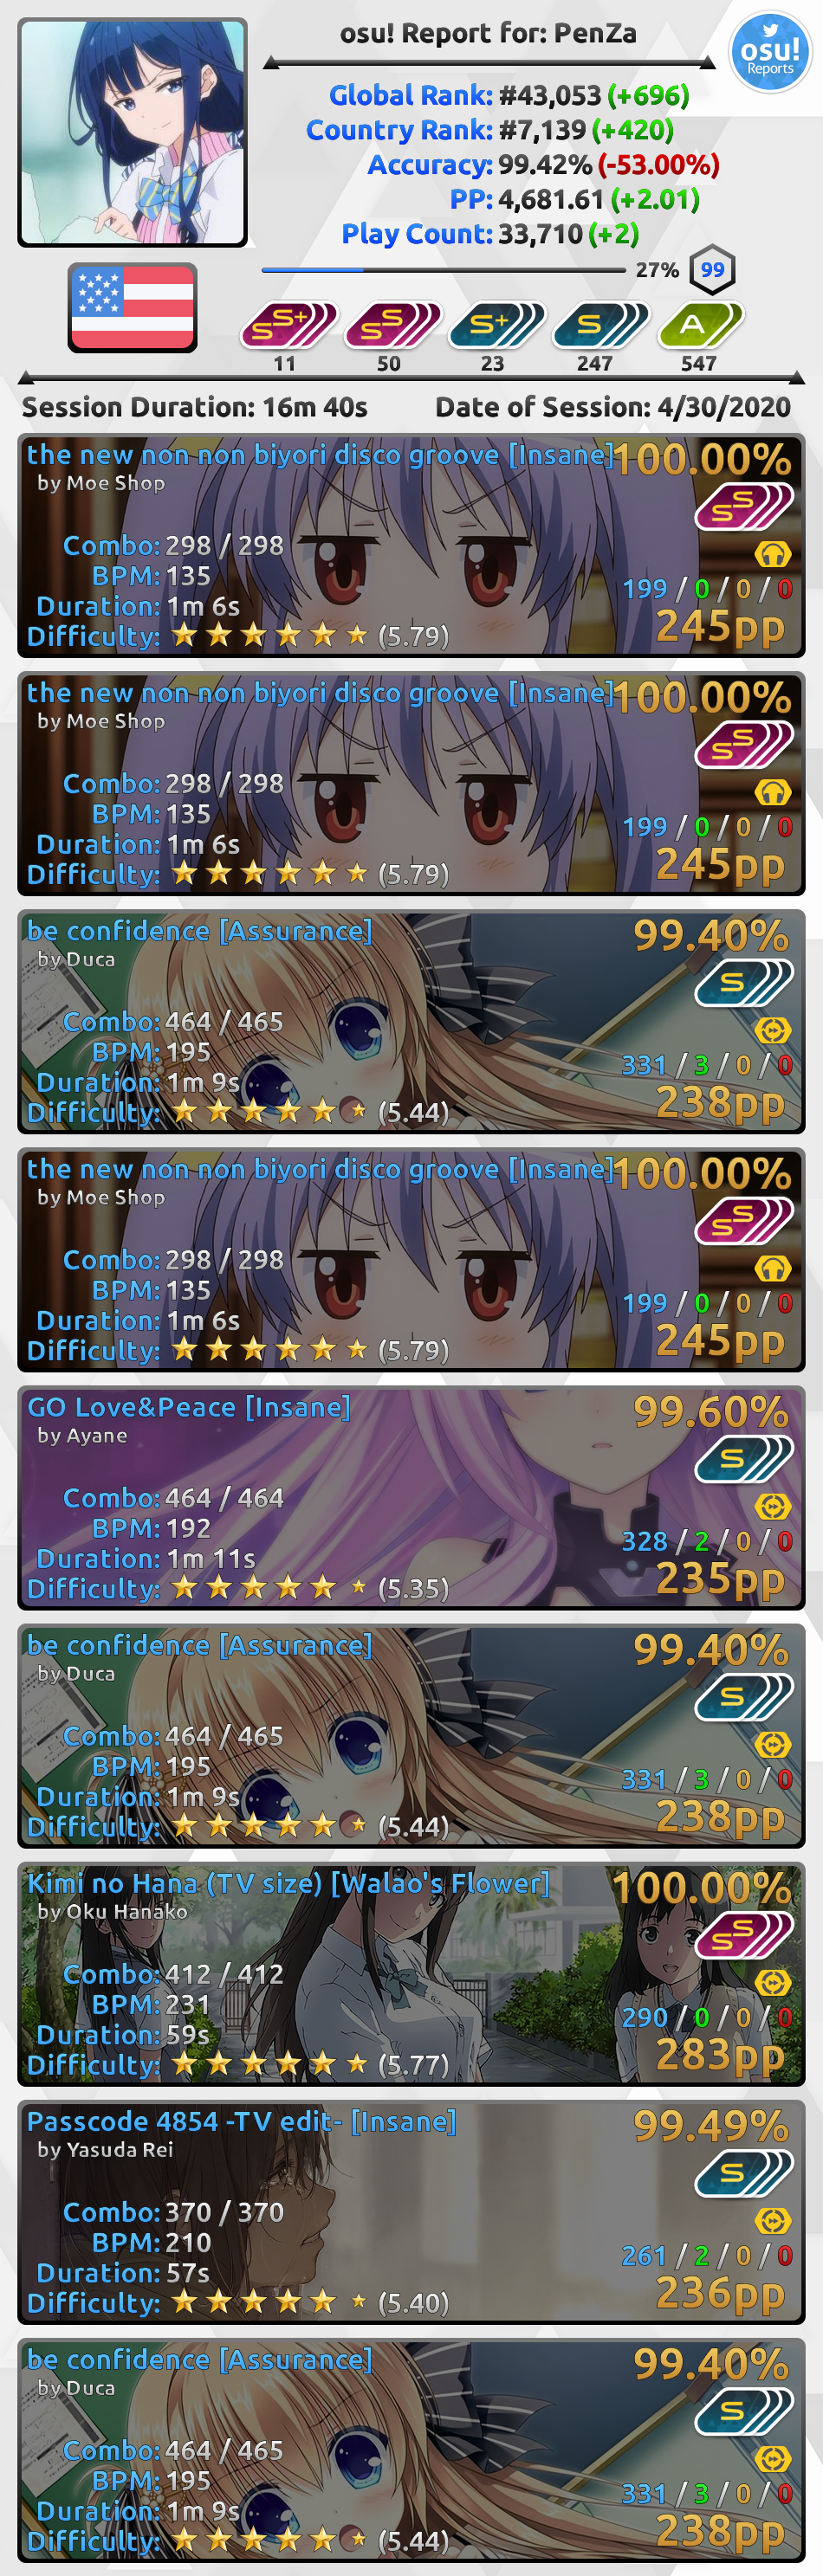 osu! Report for: PenZa
osu!
Reports
Global Rank: #43,053 (+696)
Country Rank: #7,139 (+420)
Accuracy: 99.42% (-53.00%)
PP: 4,681.61 (+2.01)
Play Count: 33,710 (+2)
27% 99
SS+ SS S+ S A
11 50 23 247 547
Session Duration: 16m 40s Date of Session: 4/30/2020
the new non non biyori disco groove [Insane] 100.00%
by Moe Shop
SS
Combo: 298 / 298
BPM: 135
199 / 0 / 0 / 0
Duration: 1m 6s
245pp
Difficulty: (5.79)
the new non non biyori disco groove [Insane] 100.00%
by Moe Shop
SS
Combo: 298 / 298
BPM: 135
199 / 0 / 0 / 0
Duration: 1m 6s
245pp
Difficulty: (5.79)
be confidence [Assurance] 99.40%
by Duca
S
Combo: 464 / 465
BPM: 195
331 / 3 / 0 / 0
Duration: 1m 9s
238pp
Difficulty: (5.44)
the new non non biyori disco groove [Insane] 100.00%
by Moe Shop
SS
Combo: 298 / 298
BPM: 135
199 / 0 / 0 / 0
Duration: 1m 6s
245pp
Difficulty: (5.79)
GO Love&Peace [Insane] 99.60%
by Ayane
S
Combo: 464 / 464
BPM: 192
328 / 2 / 0 / 0
Duration: 1m 11s
235pp
Difficulty: (5.35)
be confidence [Assurance] 99.40%
by Duca
S
Combo: 464 / 465
BPM: 195
331 / 3 / 0 / 0
Duration: 1m 9s
238pp
Difficulty: (5.44)
Kimi no Hana (TV size) [Walao's Flower] 100.00%
by Oku Hanako
SS
Combo: 412 / 412
BPM: 231
290 / 0 / 0 / 0
Duration: 59s
283pp
Difficulty: (5.77)
Passcode 4854 -TV edit- [Insane] 99.49%
by Yasuda Rei
S
Combo: 370 / 370
BPM: 210
261 / 2 / 0 / 0
Duration: 57s
236pp
Difficulty: (5.40)
be confidence [Assurance] 99.40%
by Duca
S
Combo: 464 / 465
BPM: 195
331 / 3 / 0 / 0
Duration: 1m 9s
238pp
Difficulty: (5.44)